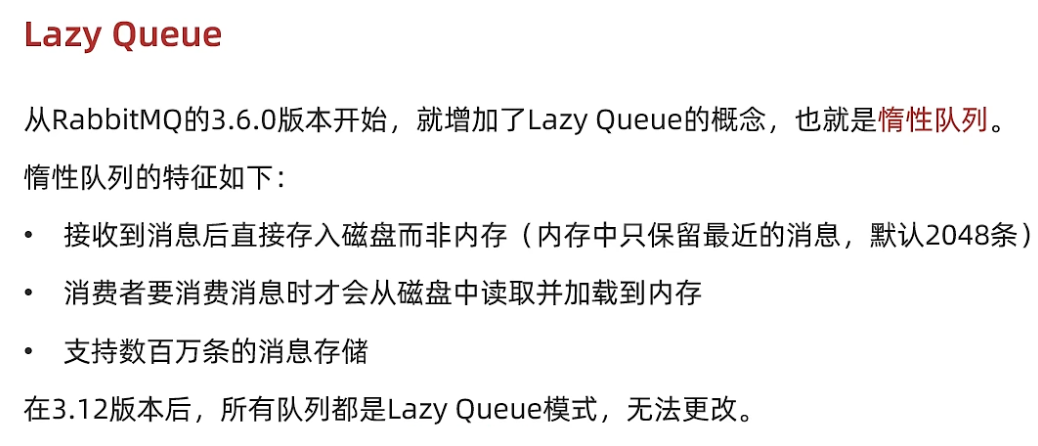 Lazy Queue
从RabbitMQ的3.6.0版本开始，就增加了Lazy Queue的概念，也就是惰性队列。
惰性队列的特征如下：
• 接收到消息后直接存入磁盘而非内存（内存中只保留最近的消息，默认2048条）
• 消费者要消费消息时才会从磁盘中读取并加载到内存
• 支持数百万条的消息存储
在3.12版本后，所有队列都是Lazy Queue模式，无法更改。